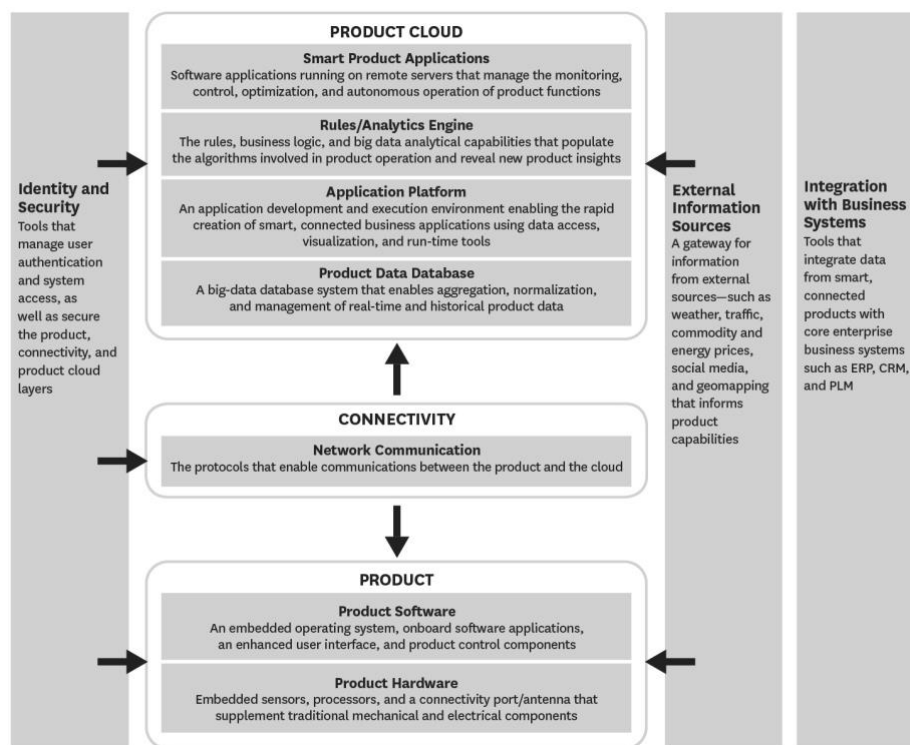 PRODUCT CLOUD
Smart Product Applications
Software applications running on remote servers that manage the monitoring,
control, optimization, and autonomous operation of product functions
Rules/Analytics Engine
The rules, business logic, and big data analytical capabilities that populate
the algorithms involved in product operation and reveal new product insights
Application Platform
An application development and execution environment enabling the rapid
creation of smart, connected business applications using data access,
visualization, and run-time tools
Product Data Database
A big-data database system that enables aggregation, normalization,
and management of real-time and historical product data
CONNECTIVITY
Network Communication
The protocols that enable communications between the product and the cloud
PRODUCT
Product Software
An embedded operating system, onboard software applications,
an enhanced user interface, and product control components
Product Hardware
Embedded sensors, processors, and a connectivity port/antenna that
supplement traditional mechanical and electrical components
Identity and
Security
Tools that
manage user
authentication
and system
access, as
well as secure
the product,
connectivity, and
product cloud
layers
External
Information
Sources
A gateway for
information
from external
sources—such as
weather, traffic,
commodity and
energy prices,
social media,
and geomapping
that informs
product
capabilities
Integration
with Business
Systems
Tools that
integrate data
from smart,
connected
products with
core enterprise
business systems
such as ERP, CRM,
and PLM